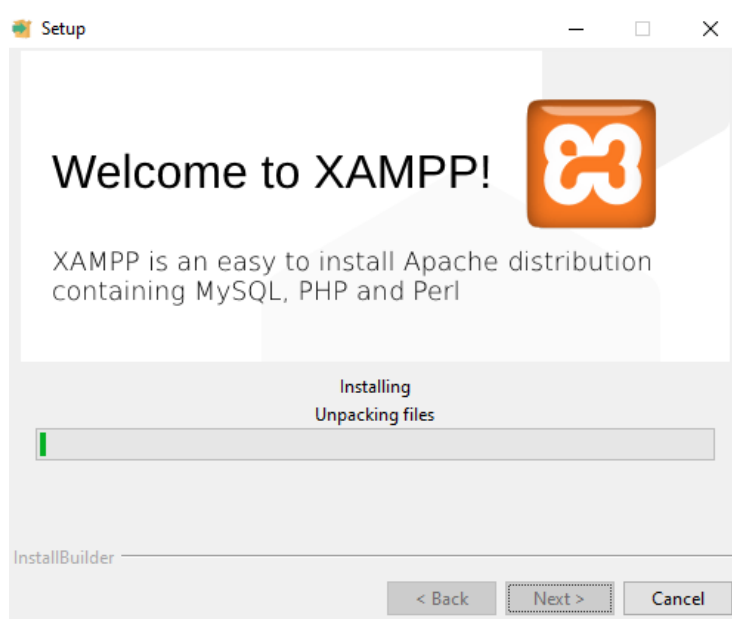 Setup
Welcome to XAMPP!
XAMPP is an easy to install Apache distribution
containing MySQL, PHP and Perl
Installing
Unpacking files
InstallBuilder
< Back
Next >
Cancel